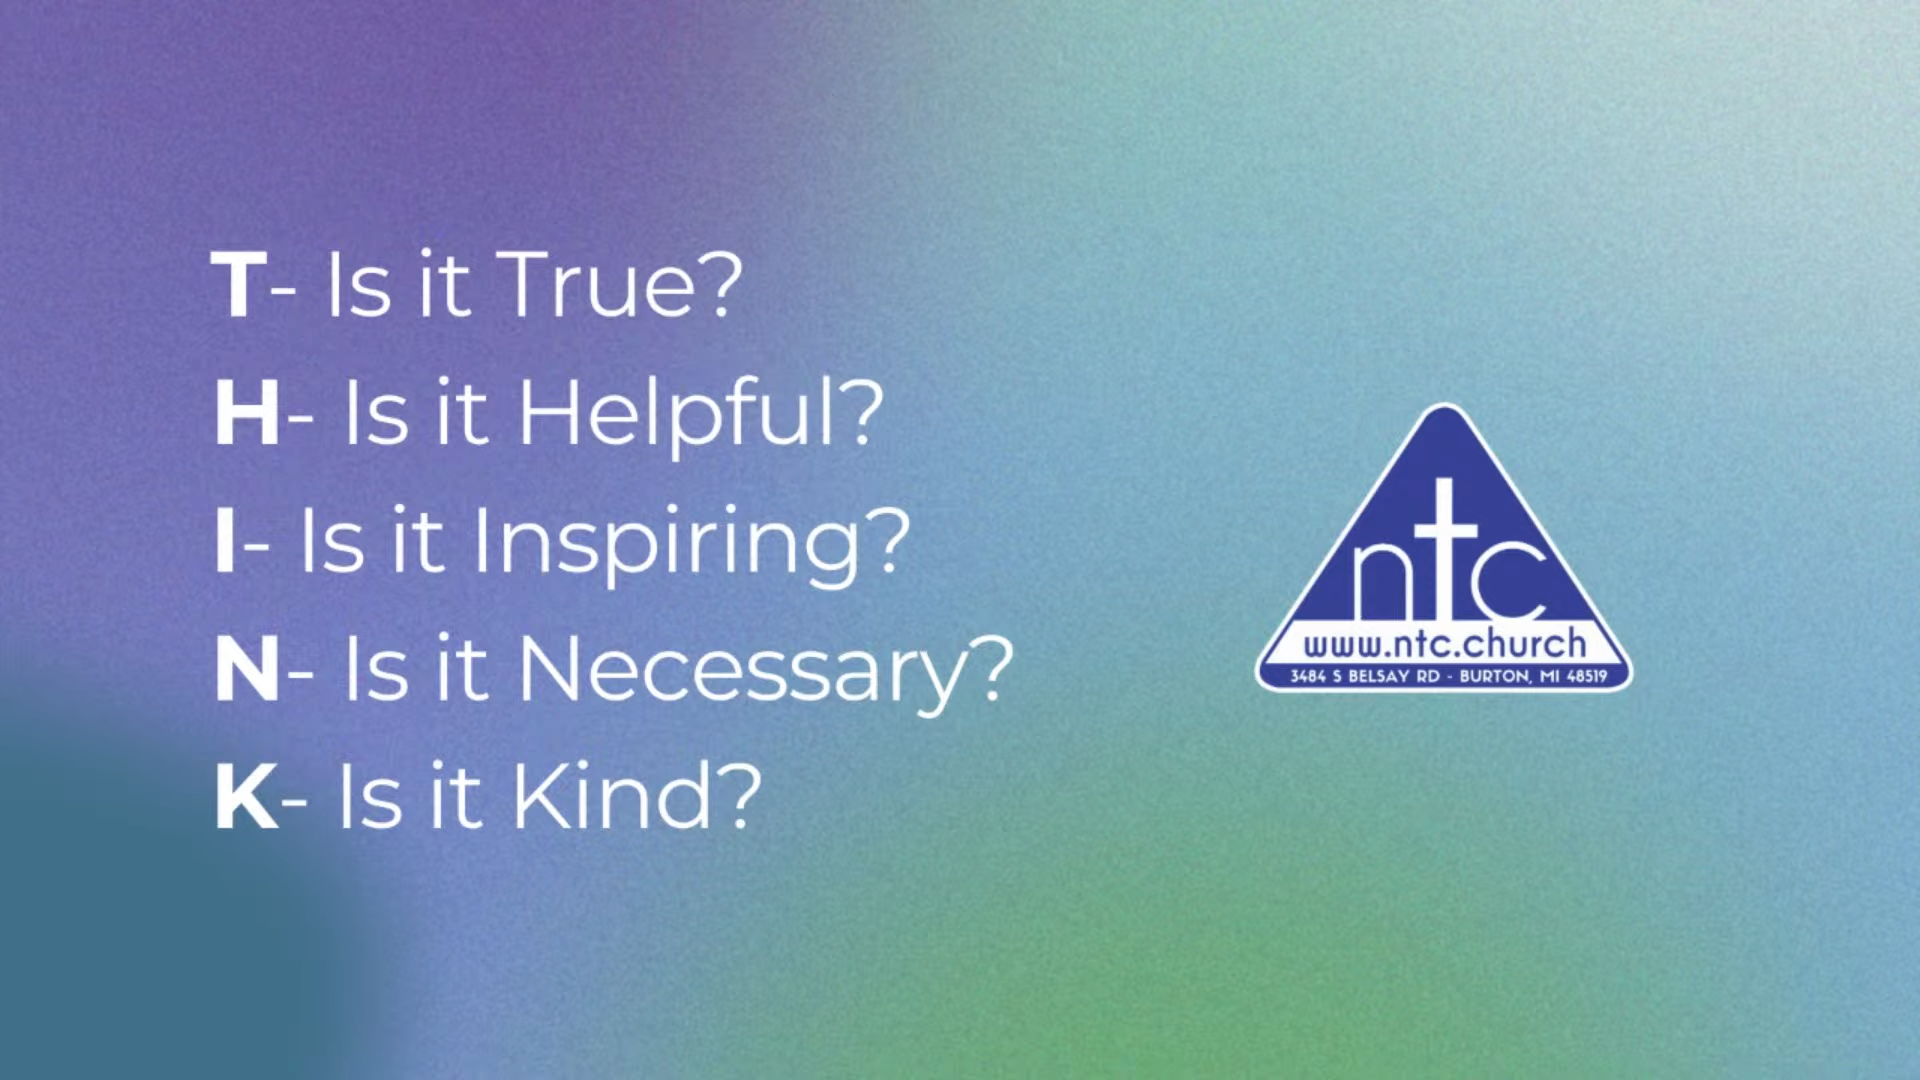 T- Is it True?
H- Is it Helpful?
I- Is it Inspiring?
N- Is it Necessary?
K- Is it Kind?
ntc
www.ntc.church
3484 S BELSAY RD - BURTON, MI 48519